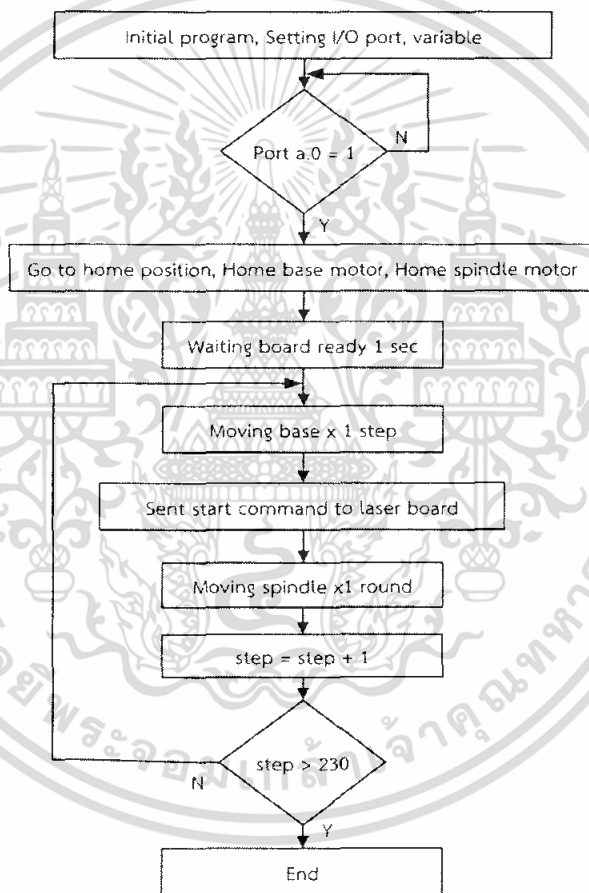 Initial program, Setting I/O port, variable
Port a.0 = 1
N
Y
Go to home position, Home base motor, Home spindle motor
Waiting board ready 1 sec
Moving base x 1 step
Sent start command to laser board
Moving spindle x1 round
step = step + 1
step > 230
N
Y
End